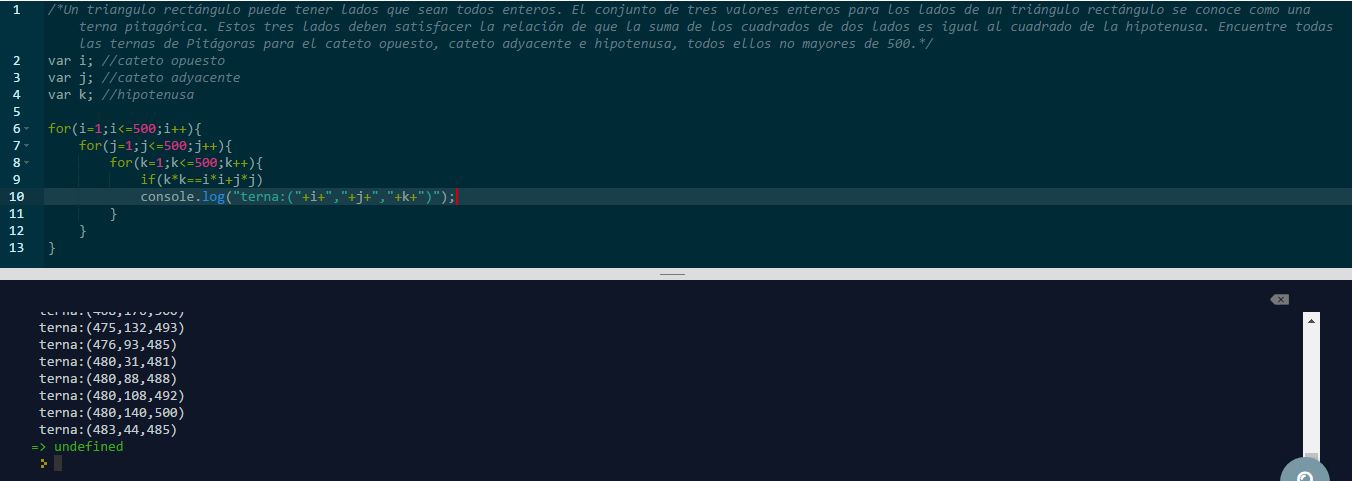 1 /*Un triangulo rectángulo puede tener lados que sean todos enteros. El conjunto de tres valores enteros para los lados de un triángulo rectángulo se conoce como una
terna pitagórica. Estos tres lados deben satisfacer la relación de que la suma de los cuadrados de dos lados es igual al cuadrado de la hipotenusa. Encuentre todas
las ternas de Pitágoras para el cateto opuesto, cateto adyacente e hipotenusa, todos ellos no mayores de 500.*/
2 var i; //cateto opuesto
3 var j; //cateto adyacente
4 var k; //hipotenusa
5
6 for(i=1;i<=500;i++){
7 for(j=1;j<=500;j++){
8 for(k=1;k<=500;k++){
9 if(k*k==i*i+j*j)
10 console.log("terna:("+i+","+j+","+k+")");
11 }
12 }
13 }
terna:(475,132,493)
terna:(476,93,485)
terna:(480,31,481)
terna:(480,88,488)
terna:(480,108,492)
terna:(480,140,500)
terna:(483,44,485)
=> undefined